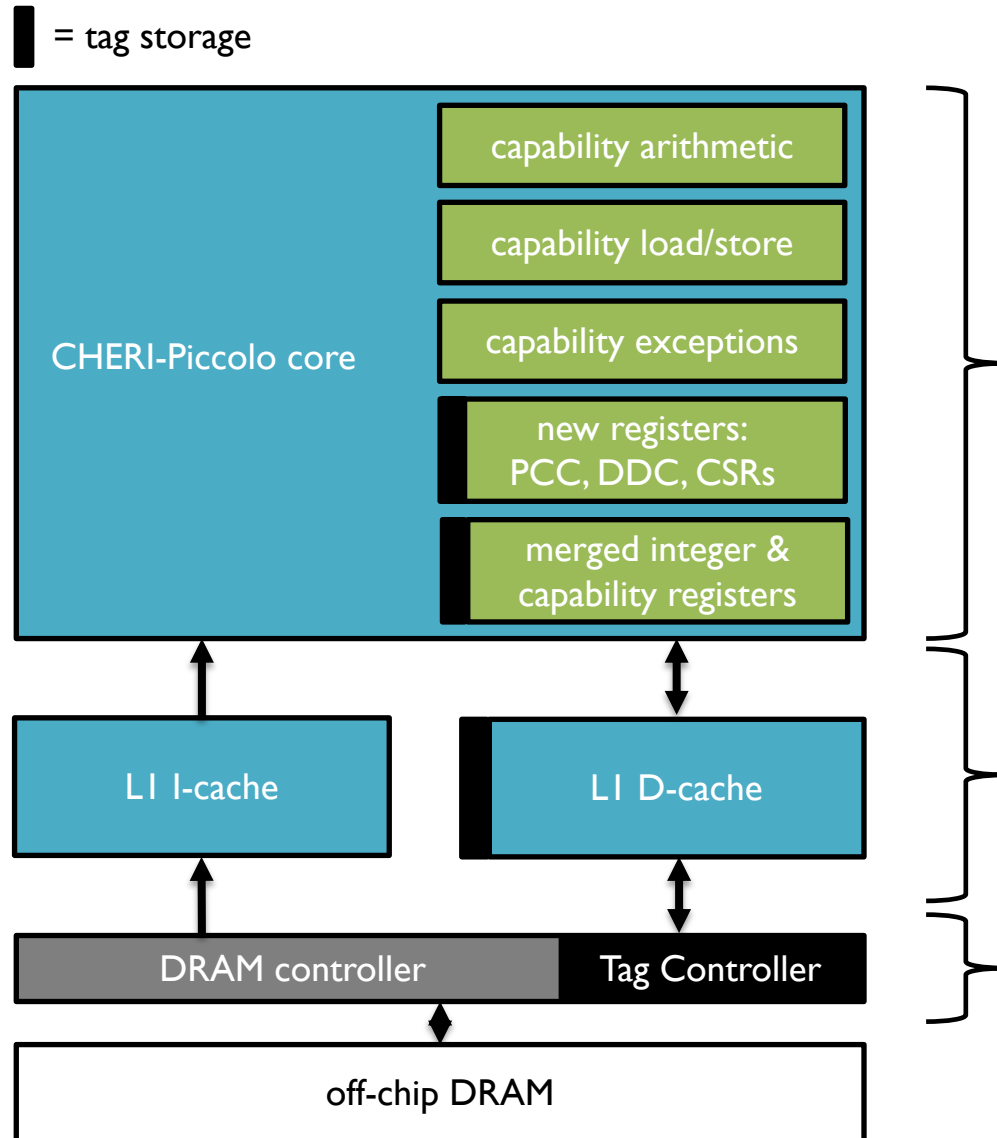 = tag storage
capability arithmetic
capability load/store
CHERI-Piccolo core
capability exceptions
new registers:
PCC, DDC, CSRs
merged integer &
capability registers
L1 I-cache
L1 D-cache
DRAM controller
Tag Controller
off-chip DRAM